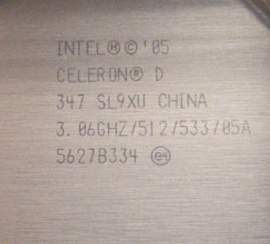 INTEL®©'05
CELERON® D
347 SL9XU CHINA
3.06GHZ/512/533/05A
5627B334 e4